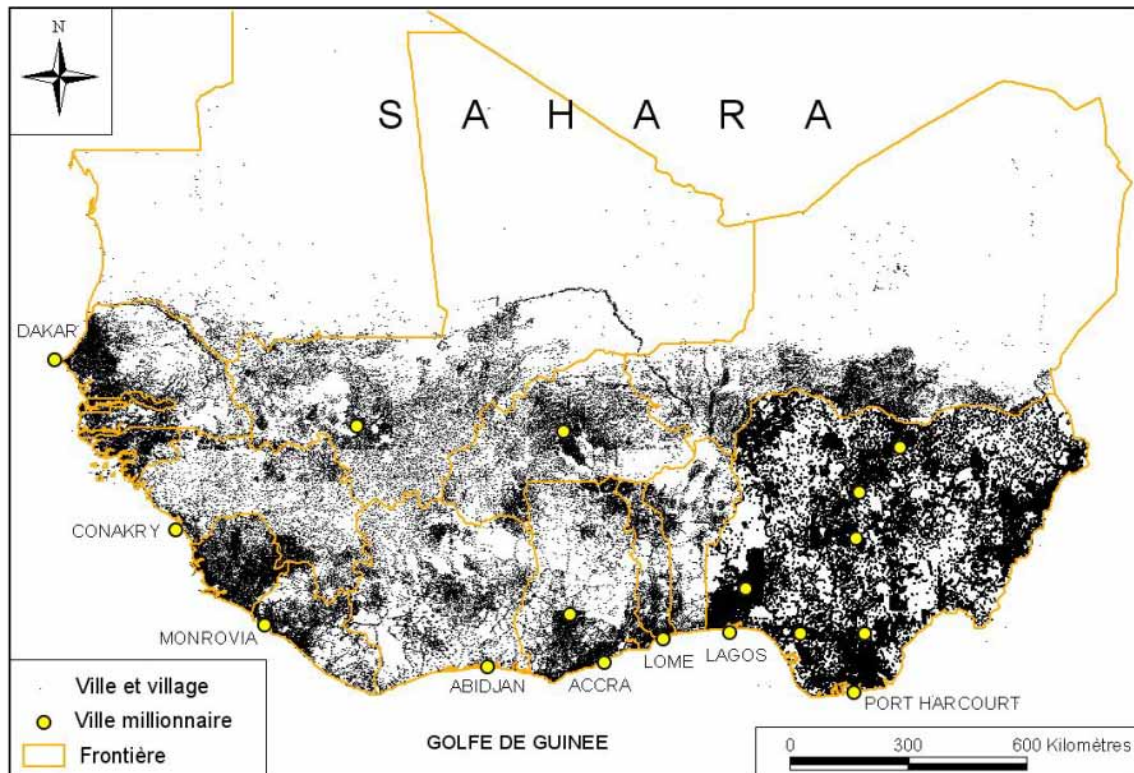 N
S A H A R A
DAKAR
CONAKRY
MONROVIA
ABIDJAN
ACCRA
LOME
LAGOS
PORT HARCOURT
GOLFE DE GUINEE
Ville et village
Ville millionnaire
Frontière
0 300 600 Kilomètres